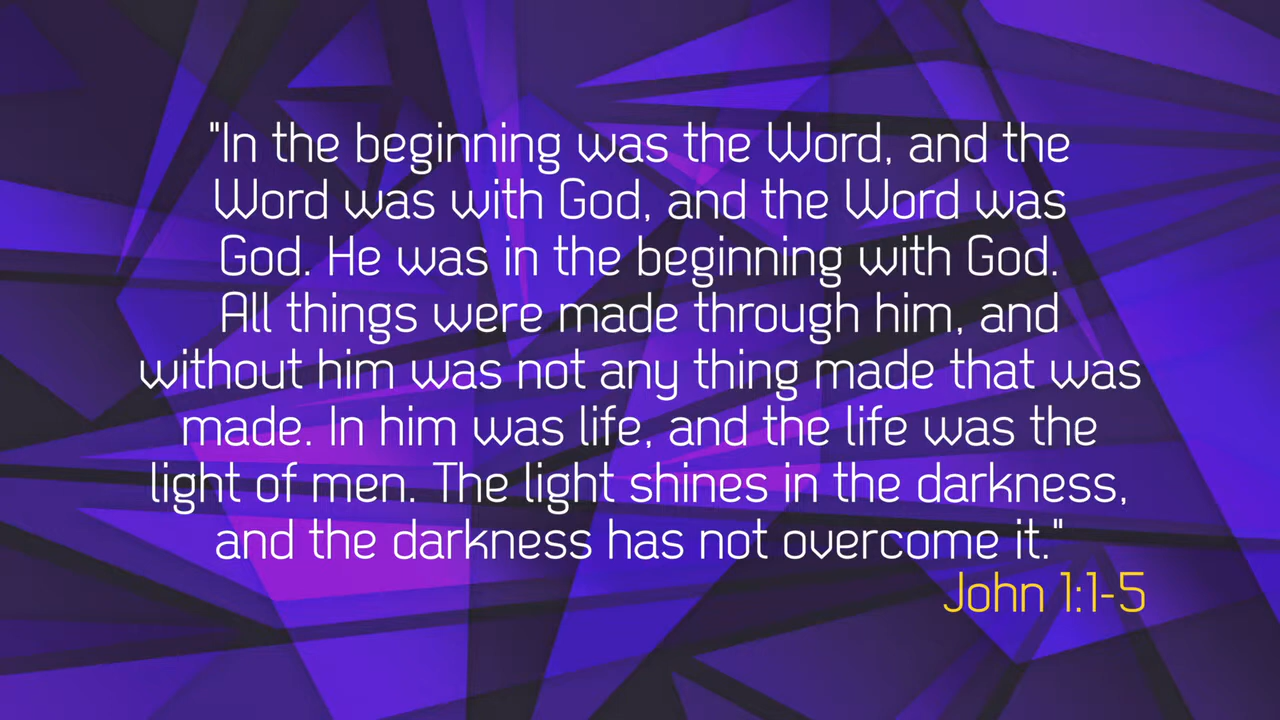 "In the beginning was the Word, and the
Word was with God, and the Word was
God. He was in the beginning with God.
All things were made through him, and
without him was not any thing made that was
made. In him was life, and the life was the
light of men. The light shines in the darkness,
and the darkness has not overcome it."
John 1:1-5